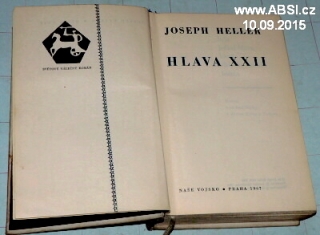 www.ABSI.cz
10.09.2015
JOSEPH HELLER
HLAVA XXII
NAŠE VOJSKO • PRAHA 1967